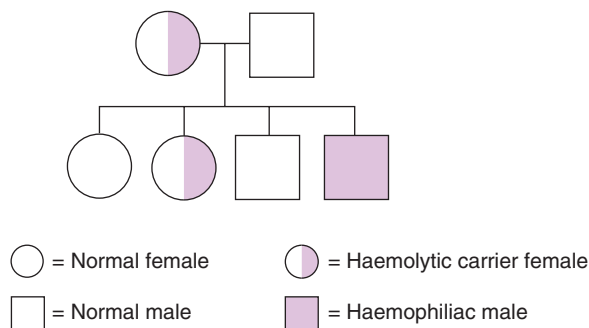 = Normal female
= Haemolytic carrier female
= Normal male
= Haemophiliac male